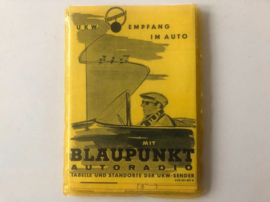 UKW - EMPFANG
IM AUTO
MIT
BLAUPUNKT
AUTORADIO
TABELLE UND STANDORTE DER UKW-SENDER